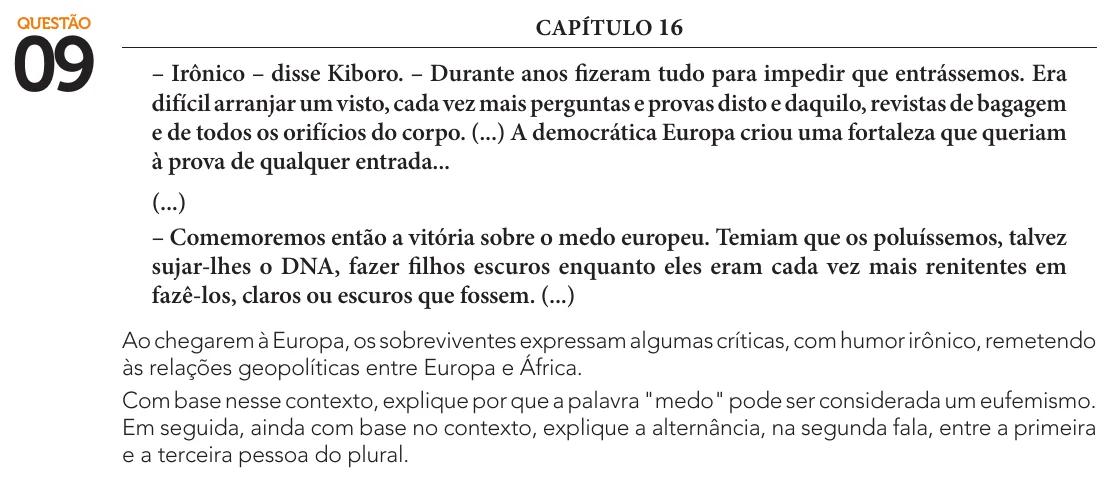 QUESTÃO
09
CAPÍTULO 16
– Irônico – disse Kiboro. – Durante anos fizeram tudo para impedir que entrássemos. Era
difícil arranjar um visto, cada vez mais perguntas e provas disto e daquilo, revistas de bagagem
e de todos os orifícios do corpo. (...) A democrática Europa criou uma fortaleza que queriam
à prova de qualquer entrada...
(...)
– Comemoremos então a vitória sobre o medo europeu. Temiam que os poluíssemos, talvez
sujar-lhes o DNA, fazer filhos escuros enquanto eles eram cada vez mais renitentes em
fazê-los, claros ou escuros que fossem. (...)
Ao chegarem à Europa, os sobreviventes expressam algumas críticas, com humor irônico, remetendo
às relações geopolíticas entre Europa e África.
Com base nesse contexto, explique por que a palavra "medo" pode ser considerada um eufemismo.
Em seguida, ainda com base no contexto, explique a alternância, na segunda fala, entre a primeira
e a terceira pessoa do plural.